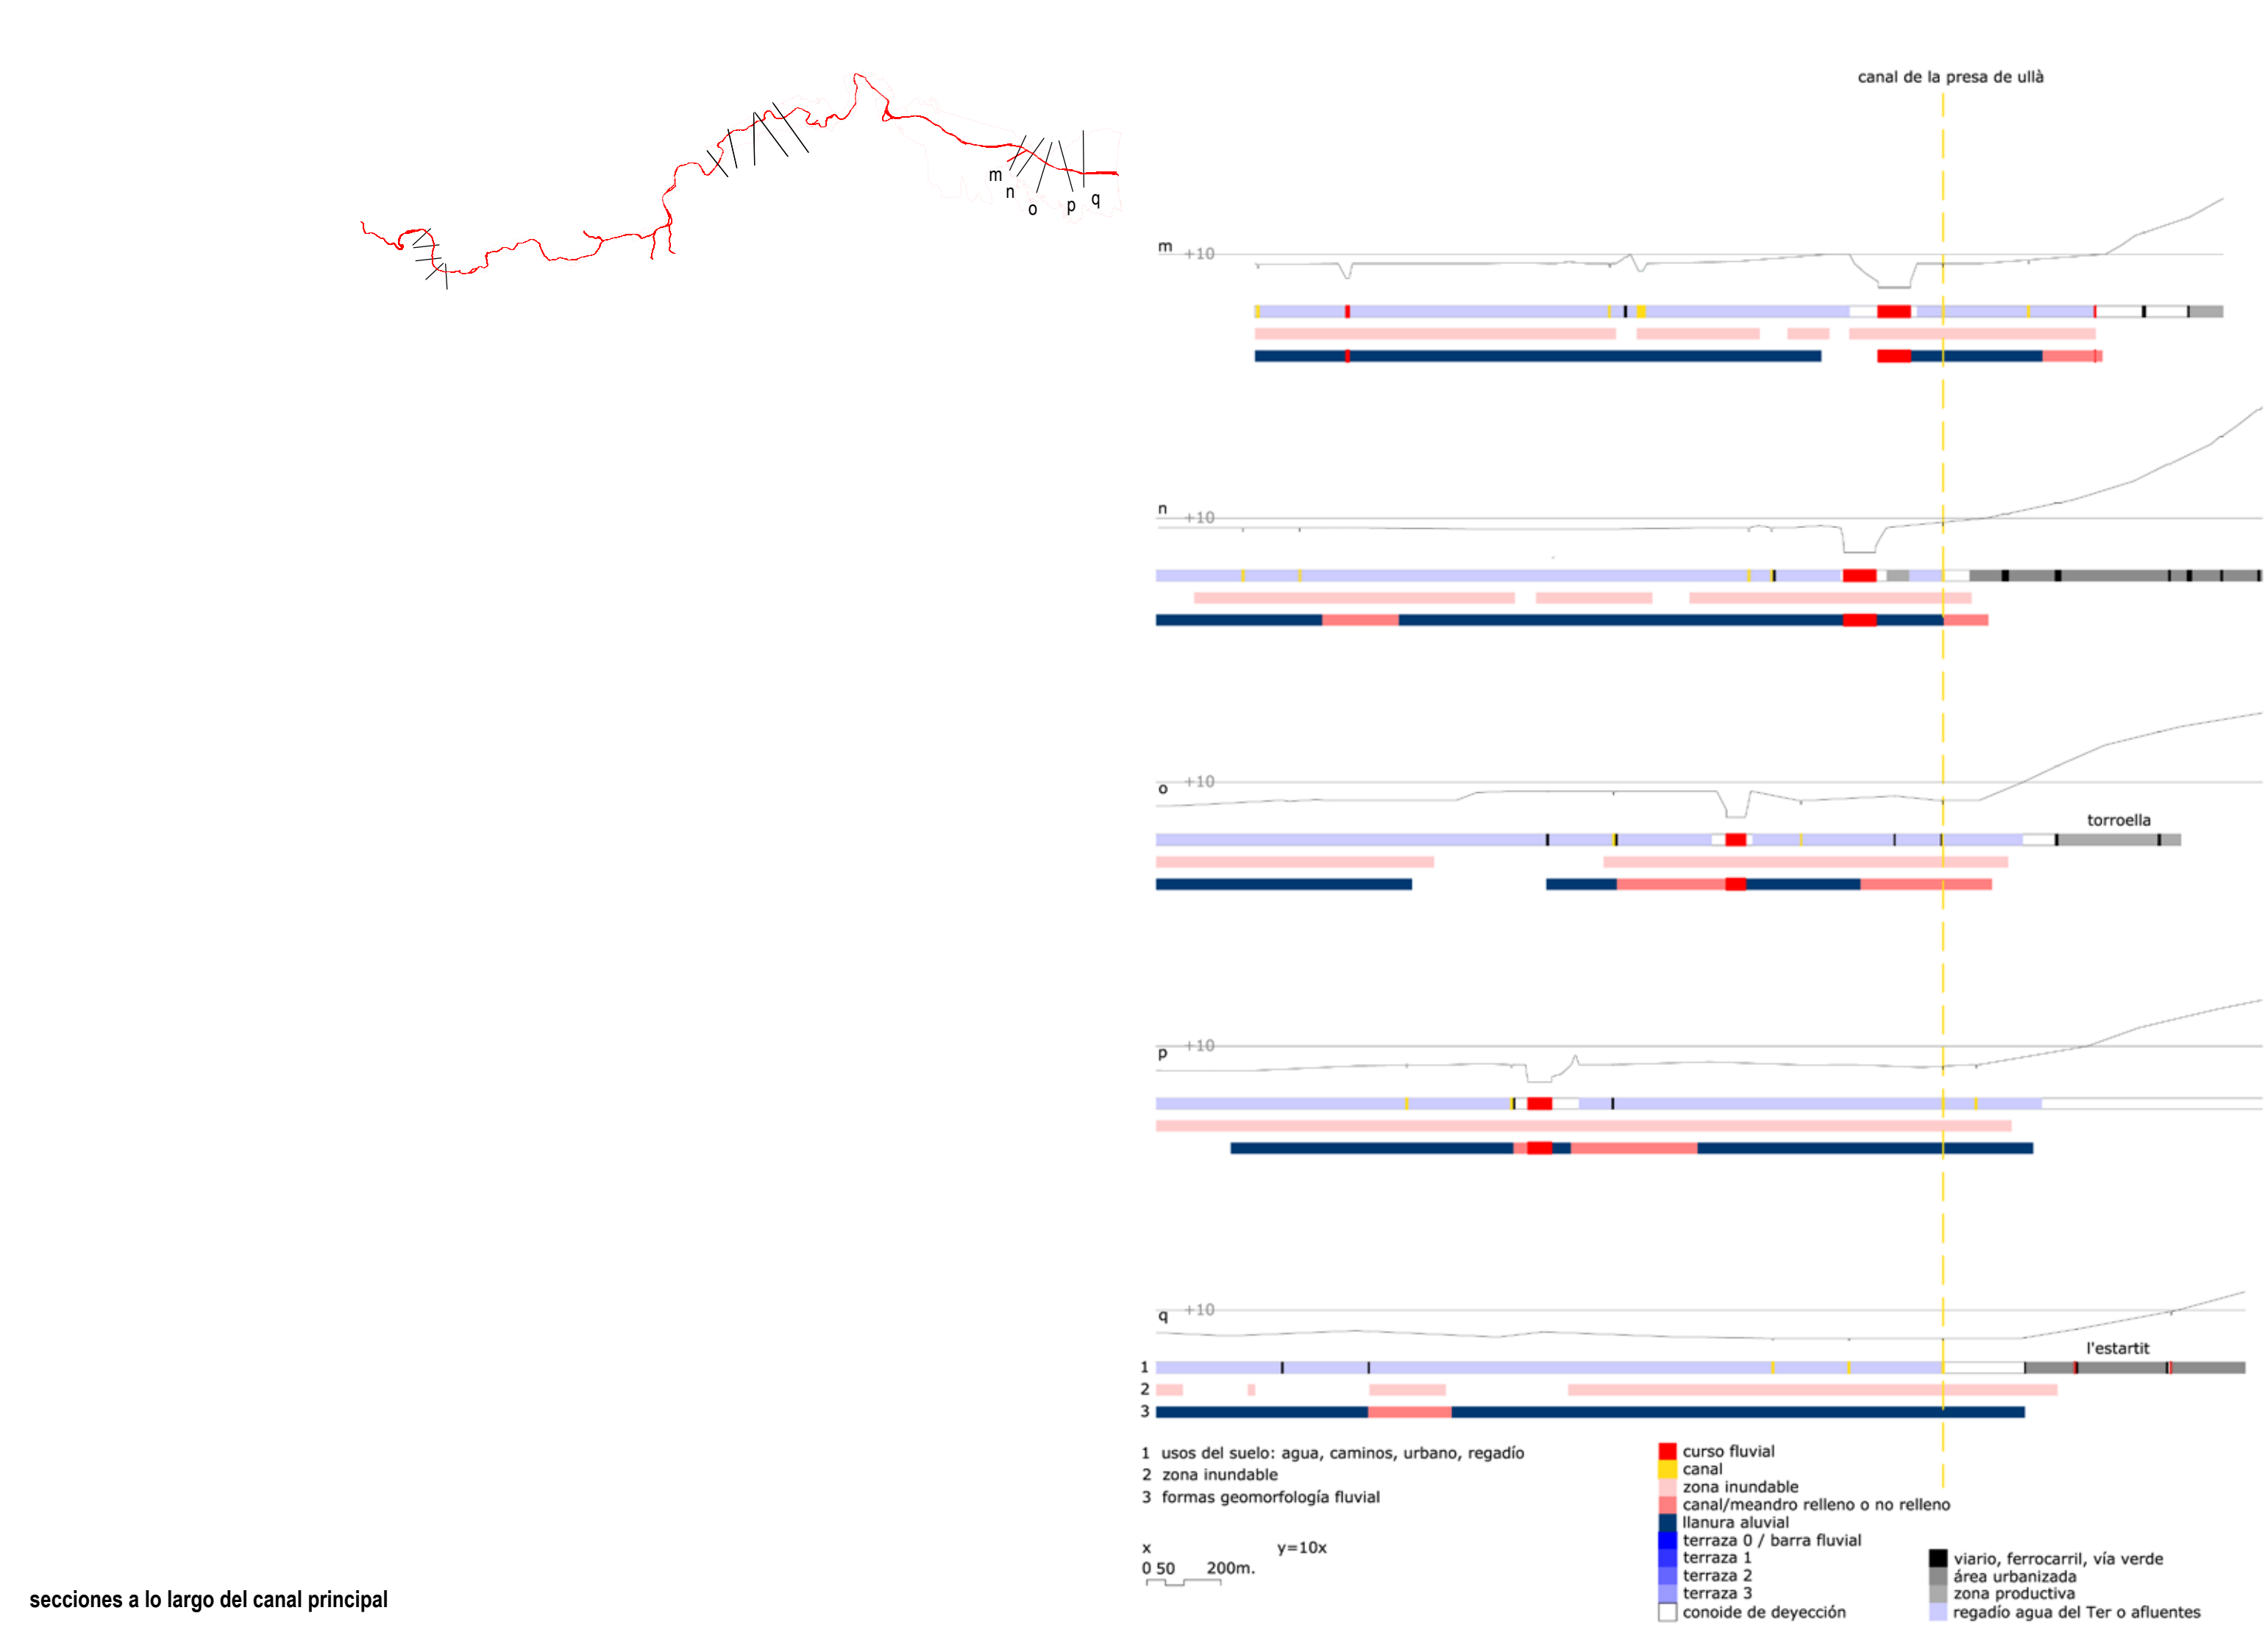 canal de la presa de ullà
m
n
o
p
q
m +10
n +10
o +10
torroella
p +10
q +10
l'estartit
1
2
3
1 usos del suelo: agua, caminos, urbano, regadío
2 zona inundable
3 formas geomorfología fluvial
x y=10x
0 50 200m.
curso fluvial
canal
zona inundable
canal/meandro relleno o no relleno
llanura aluvial
terraza 0 / barra fluvial
terraza 1
terraza 2
terraza 3
conoide de deyección
viario, ferrocarril, vía verde
área urbanizada
zona productiva
regadío agua del Ter o afluentes
secciones a lo largo del canal principal